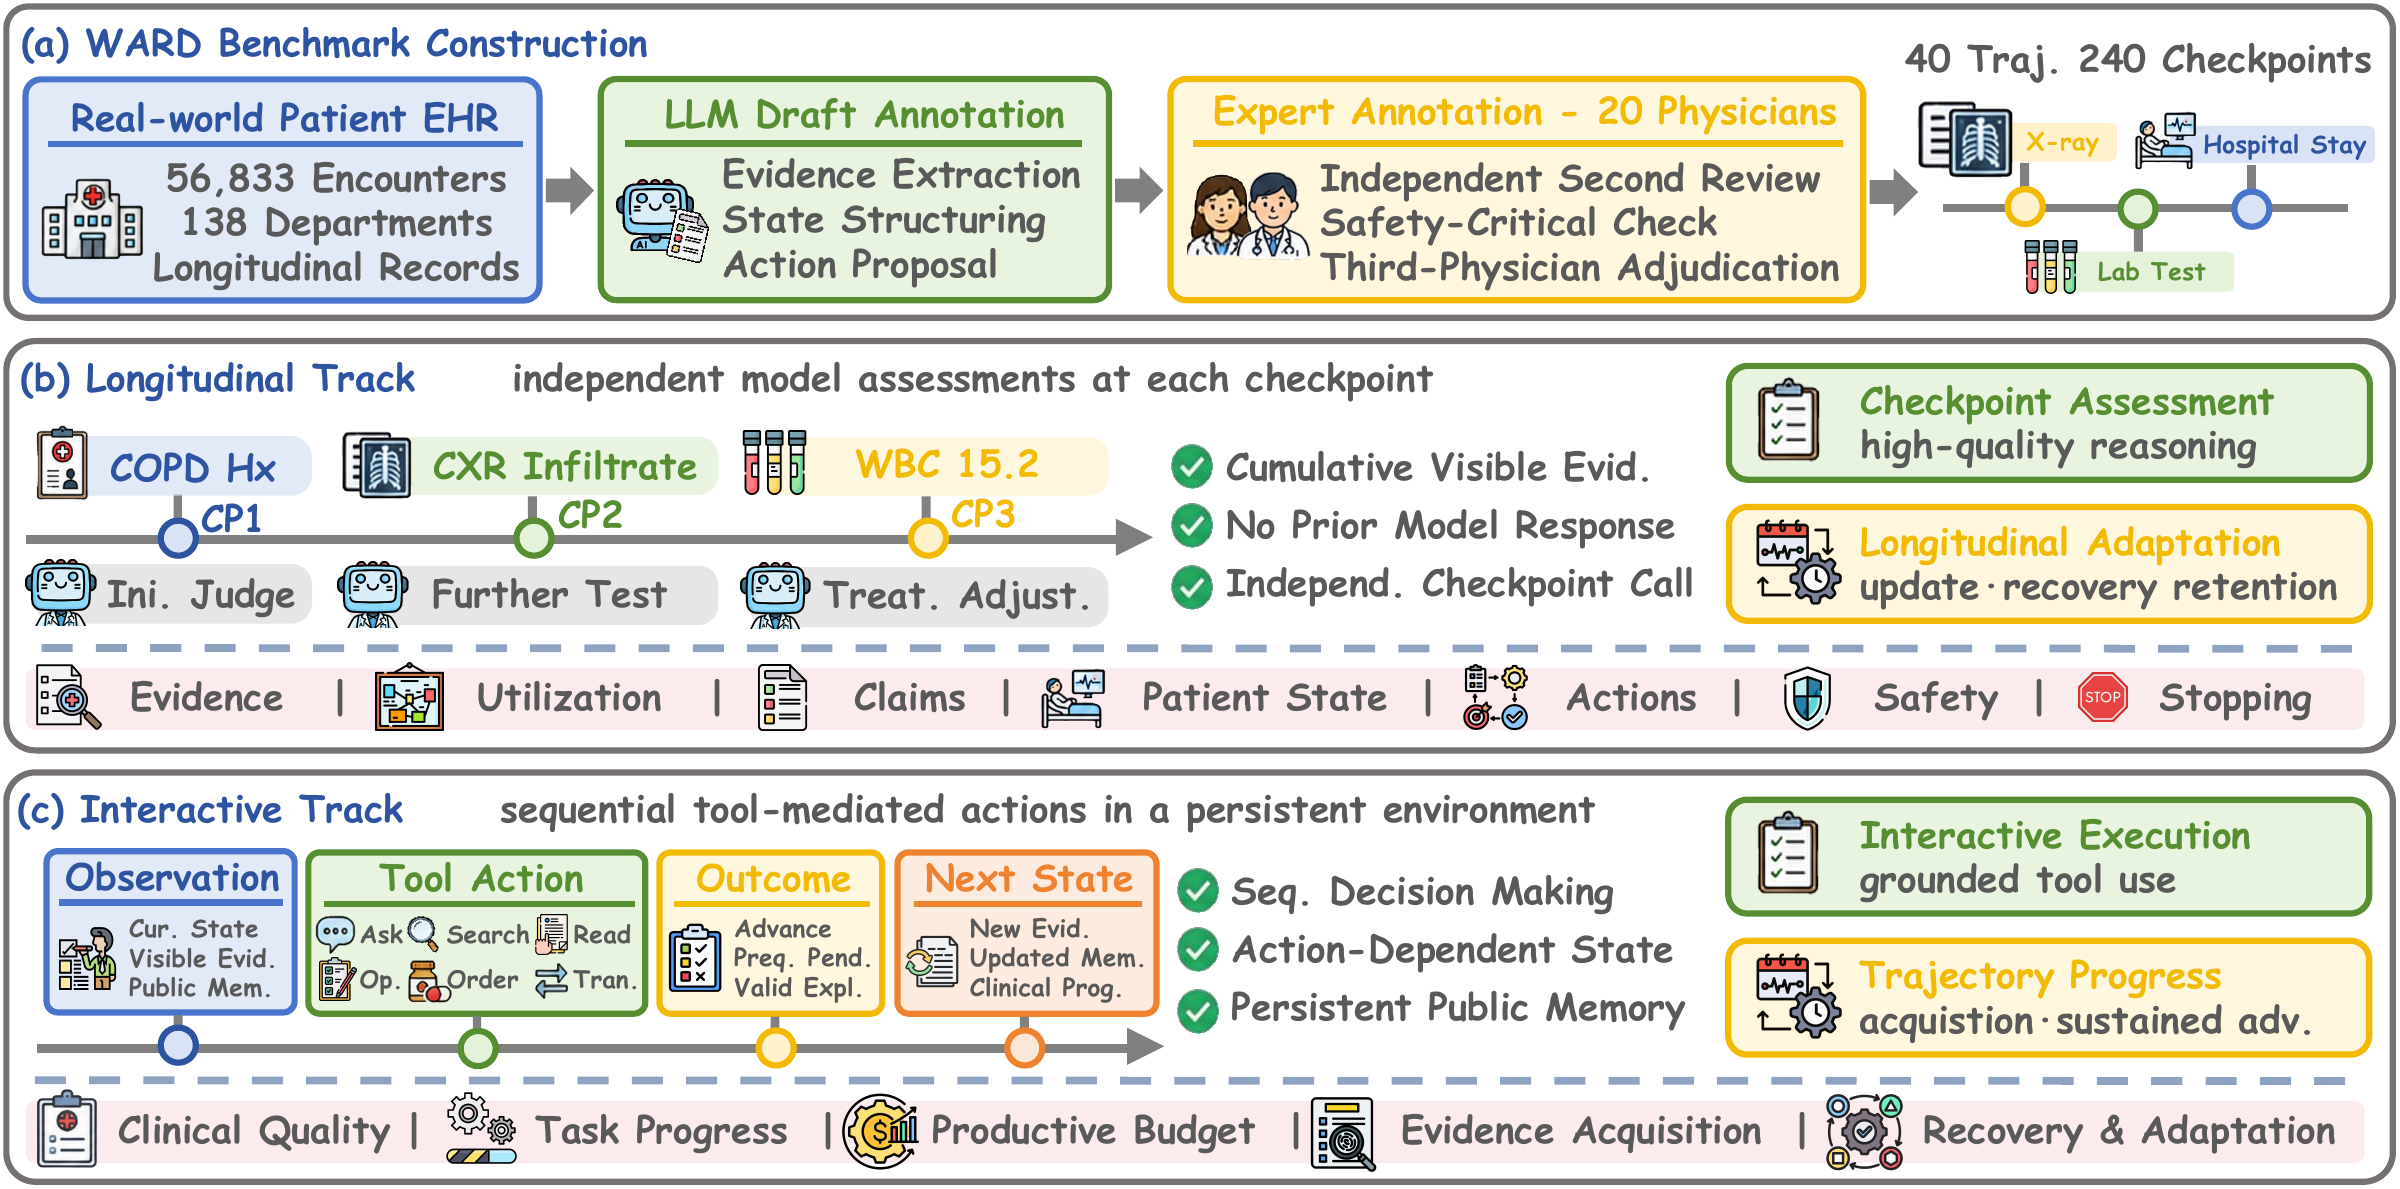 (a) WARD Benchmark Construction
40 Traj. 240 Checkpoints
Real-world Patient EHR
56,833 Encounters
138 Departments
Longitudinal Records
LLM Draft Annotation
Evidence Extraction
State Structuring
Action Proposal
AI
Expert Annotation - 20 Physicians
Independent Second Review
Safety-Critical Check
Third-Physician Adjudication
X-ray
Hospital Stay
Lab Test
(b) Longitudinal Track
independent model assessments at each checkpoint
COPD Hx
CXR Infiltrate
WBC 15.2
CP1
CP2
CP3
Ini. Judge
Further Test
Treat. Adjust.
Cumulative Visible Evid.
No Prior Model Response
Independ. Checkpoint Call
Checkpoint Assessment
high-quality reasoning
Longitudinal Adaptation
update · recovery retention
Evidence | Utilization | Claims | Patient State | Actions | Safety | STOP Stopping
(c) Interactive Track
sequential tool-mediated actions in a persistent environment
Observation
Cur. State
Visible Evid.
Public Mem.
Tool Action
Ask Search Read
Op. Order Tran.
Outcome
Advance
Preq. Pend.
Valid Expl.
Next State
New Evid.
Updated Mem.
Clinical Prog.
Seq. Decision Making
Action-Dependent State
Persistent Public Memory
Interactive Execution
grounded tool use
Trajectory Progress
acquistion · sustained adv.
Clinical Quality | Task Progress | Productive Budget | Evidence Acquisition | Recovery & Adaptation